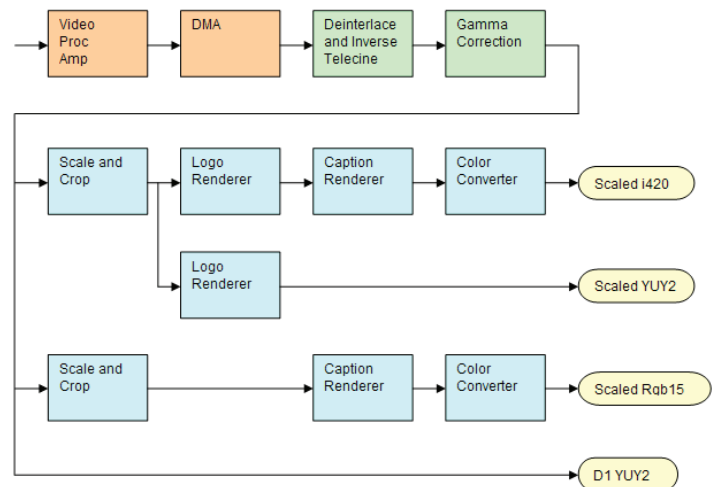 Video
Proc
Amp
DMA
Deinterlace
and Inverse
Telecine
Gamma
Correction
Scale and
Crop
Logo
Renderer
Caption
Renderer
Color
Converter
Scaled i420
Logo
Renderer
Scaled YUY2
Scale and
Crop
Caption
Renderer
Color
Converter
Scaled Rgb15
D1 YUY2